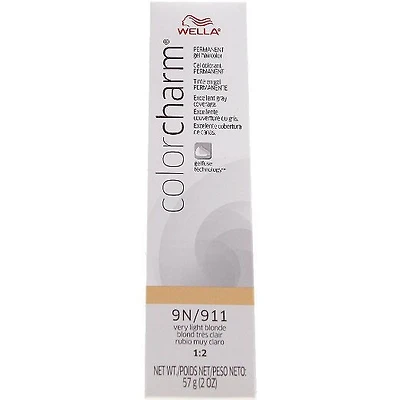 WELLA
colorcharm®
PERMANENT
gel haircolor
Gel colorant
PERMANENT
Tinte en gel
PERMANENTE
Excellent gray
coverage.
Excellente
couverture du gris.
Excelente cobertura
de canas.
gelfuse
technology™
9N/911
very light blonde
blond très clair
rubio muy claro
1:2
NET WT./POIDS NET/PESO NETO:
57 g (2 OZ)